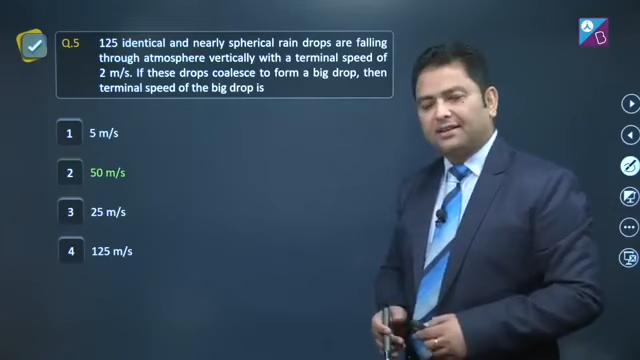 Q.5 125 identical and nearly spherical rain drops are falling
through atmosphere vertically with a terminal speed of
2 m/s. If these drops coalesce to form a big drop, then
terminal speed of the big drop is
1 5 m/s
2 50 m/s
3 25 m/s
4 125 m/s
A
B